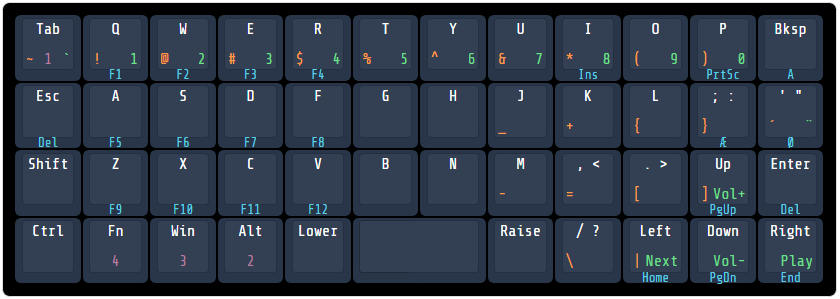 Tab Q W E R T Y U I O P Bksp
~ 1 ` ! 1 @ 2 # 3 $ 4 % 5 ^ 6 & 7 * 8 ( 9 ) 0
F1 F2 F3 F4 Ins PrtSc A
Esc A S D F G H J K L ; : ' "
_ + { } ´ ¨
Del F5 F6 F7 F8 Æ Ø
Shift Z X C V B N M , < . > Up Enter
- = [ ] Vol+
F9 F10 F11 F12 PgUp Del
Ctrl Fn Win Alt Lower Raise / ? Left Down Right
4 3 2 \ | Next Vol- Play
Home PgDn End